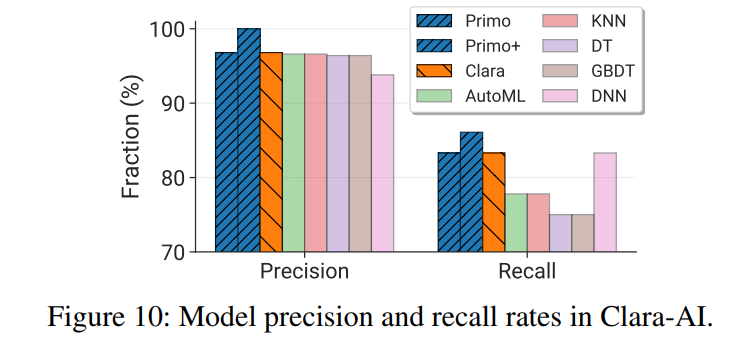 Fraction (%)
100
90
80
70
Precision
Recall
Primo
Primo+
Clara
AutoML
KNN
DT
GBDT
DNN
Figure 10: Model precision and recall rates in Clara-AI.